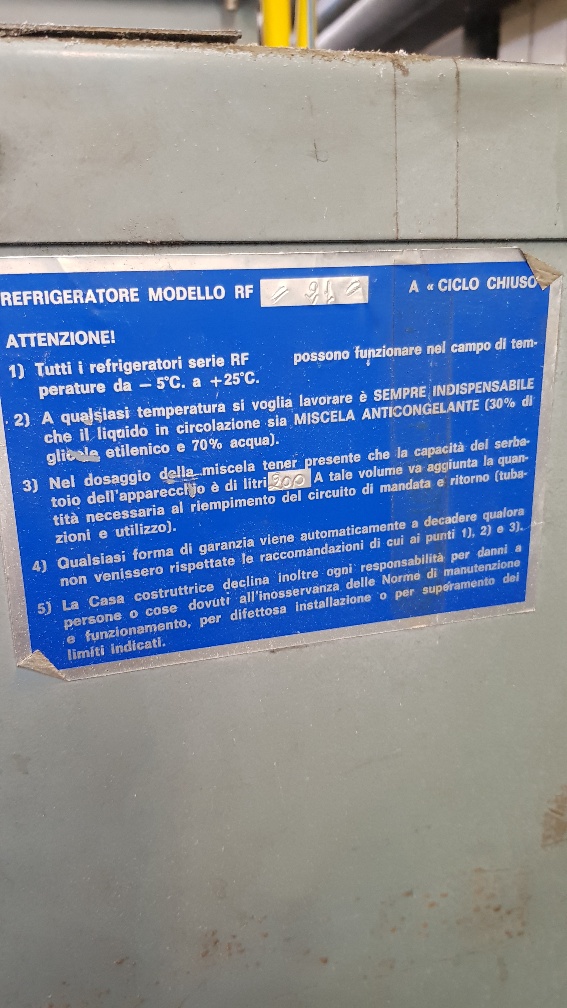 REFRIGERATORE MODELLO RF A « CICLO CHIUSO
ATTENZIONE!
1) Tutti i refrigeratori serie RF possono funzionare nel campo di tem-
perature da – 5°C. a +25°C.
2) A qualsiasi temperatura si voglia lavorare è SEMPRE INDISPENSABILE
che il liquido in circolazione sia MISCELA ANTICONGELANTE (30% di
etilenico e 70% acqua).
3) Nel dosaggio della miscela tener presente che la capacità del serba-
toio dell'apparecchio è di litri 200 A tale volume va aggiunta la quan-
tità necessaria al riempimento del circuito di mandata e ritorno (tuba-
zioni e utilizzo).
4) Qualsiasi forma di garanzia viene automaticamente a decadere qualora
non venissero rispettate le raccomandazioni di cui ai punti 1), 2) e 3).
5) La Casa costruttrice declina inoltre ogni responsabilità per danni a
persone o cose dovuti all'inosservanza delle Norme di manutenzione
e funzionamento, per difettosa installazione o per superamento dei
limiti indicati.